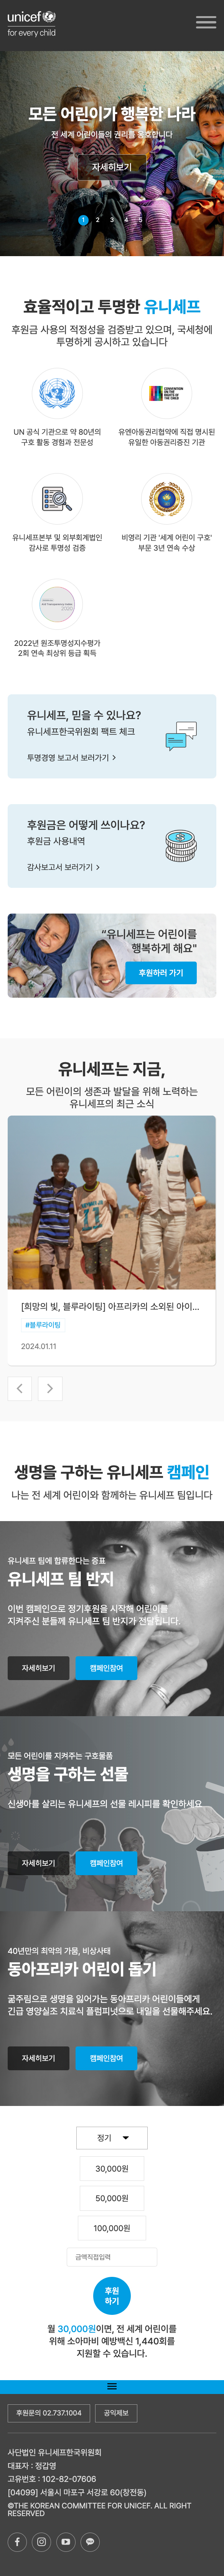 unicef
for every child
모든 어린이가 행복한 나라
전 세계 어린이들의 권리를 옹호합니다
자세히보기
1 2 3 4 5
효율적이고 투명한 유니세프
후원금 사용의 적정성을 검증받고 있으며, 국세청에
투명하게 공시하고 있습니다
UN 공식 기관으로 약 80년의
구호 활동 경험과 전문성
CONVENTION
ON THE
RIGHTS OF
THE CHILD
유엔아동권리협약에 직접 명시된
유일한 아동권리증진 기관
유니세프본부 및 외부회계법인
감사로 투명성 검증
비영리 기관 '세계 어린이 구호'
부문 3년 연속 수상
2022년 원조투명성지수평가
2회 연속 최상위 등급 획득
유니세프, 믿을 수 있나요?
유니세프한국위원회 팩트 체크
투명경영 보고서 보러가기 >
후원금은 어떻게 쓰이나요?
후원금 사용내역
감사보고서 보러가기 >
“유니세프는 어린이를
행복하게 해요"
후원하러 가기
유니세프는 지금,
모든 어린이의 생존과 발달을 위해 노력하는
유니세프의 최근 소식
[희망의 빛, 블루라이팅] 아프리카의 소외된 아이...
#블루라이팀
2024.01.11
생명을 구하는 유니세프 캠페인
나는 전 세계 어린이와 함께하는 유니세프 팀입니다
유니세프 팀에 합류한다는 증표
유니세프 팀 반지
이번 캠페인으로 정기후원을 시작해 어린이를
지켜주신 분들께 유니세프 팀 반지가 전달됩니다.
자세히보기
캠페인참여
모든 어린이를 지켜주는 구호물품
생명을 구하는 선물
신생아를 살리는 유니세프의 선물 레시피를 확인하세요.
자세히보기
캠페인참여
40년만의 최악의 가뭄, 비상사태
동아프리카 어린이 돕기
굶주림으로 생명을 잃어가는 동아프리카 어린이들에게
긴급 영양실조 치료식 플럼피넛으로 내일을 선물해주세요.
자세히보기
캠페인참여
정기
30,000원
50,000원
100,000원
금액직접입력
후원
하기
월 30,000원이면, 전 세계 어린이를
위해 소아마비 예방백신 1,440회를
지원할 수 있습니다.
후원문의 02.737.1004
공익제보
사단법인 유니세프한국위원회
대표자 : 정갑영
고유번호 : 102-82-07606
[04099] 서울시 마포구 서강로 60(창전동)
©THE KOREAN COMMITTEE FOR UNICEF. ALL RIGHT
RESERVED